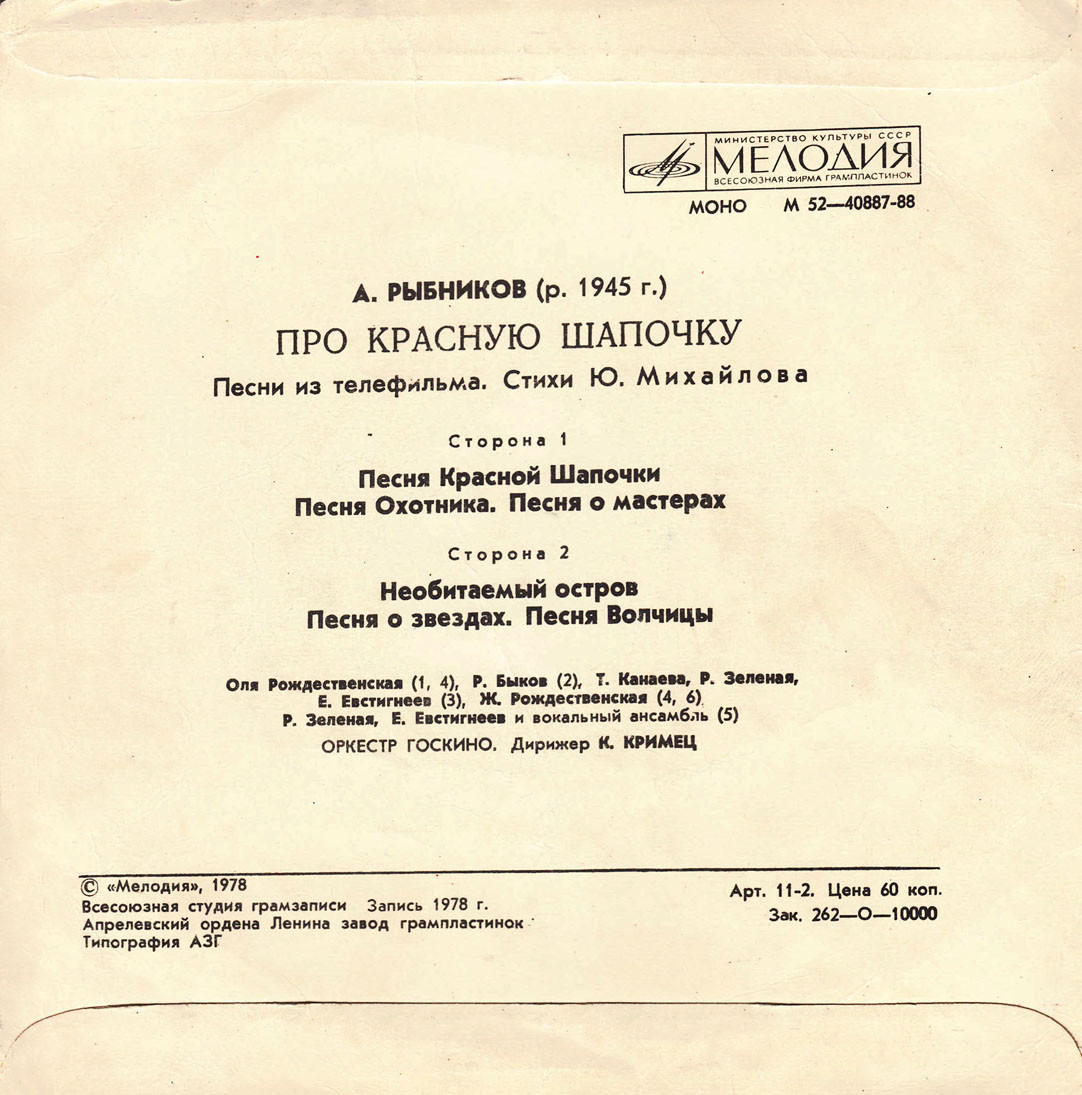 МИНИСТЕРСТВО КУЛЬТУРЫ СССР
МЕЛОДИЯ
ВСЕСОЮЗНАЯ ФИРМА ГРАМПЛАСТИНОК
МОНО М 52—40887-88
А. РЫБНИКОВ (р. 1945 г.)
ПРО КРАСНУЮ ШАПОЧКУ
Песни из телефильма. Стихи Ю. Михайлова
Сторона 1
Песня Красной Шапочки
Песня Охотника. Песня о мастерах
Сторона 2
Необитаемый остров
Песня о звездах. Песня Волчицы
Оля Рождественская (1, 4), Р. Быков (2), Т. Канаева, Р. Зеленая,
Е. Евстигнеев (3), Ж. Рождественская (4, 6)
Р. Зеленая, Е. Евстигнеев и вокальный ансамбль (5)
ОРКЕСТР ГОСКИНО. Дирижер К. КРИМЕЦ
© «Мелодия», 1978
Всесоюзная студия грамзаписи Запись 1978 г.
Апрелевский ордена Ленина завод грампластинок
Типография АЗГ
Арт. 11-2. Цена 60 коп.
Зак. 262—О—10000